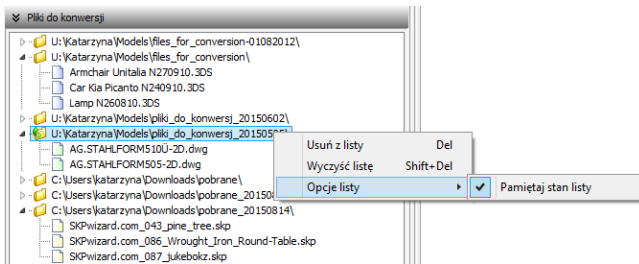 Pliki do konwersji
U:\Katarzyna\Models\files_for_conversion-01082012\
U:\Katarzyna\Models\files_for_conversion\
Armchair Unitalia N270910.3DS
Car Kia Picanto N240910.3DS
Lamp N260810.3DS
U:\Katarzyna\Models\pliki_do_konwersj_20150602\
U:\Katarzyna\Models\pliki_do_konwersj_201505
AG.STAHLFORM510Ü-2D.dwg
AG.STAHLFORM505-2D.dwg
C:\Users\katarzyna\Downloads\pobrane\
C:\Users\katarzyna\Downloads\pobrane_2015
C:\Users\katarzyna\Downloads\pobrane_20150814\
SKPwizard.com_043_pine_tree.skp
SKPwizard.com_086_Wrought_Iron_Round-Table.skp
SKPwizard.com_087_jukebokz.skp
Usuń z listy Del
Wyczyść listę Shift+Del
Opcje listy
Pamiętaj stan listy